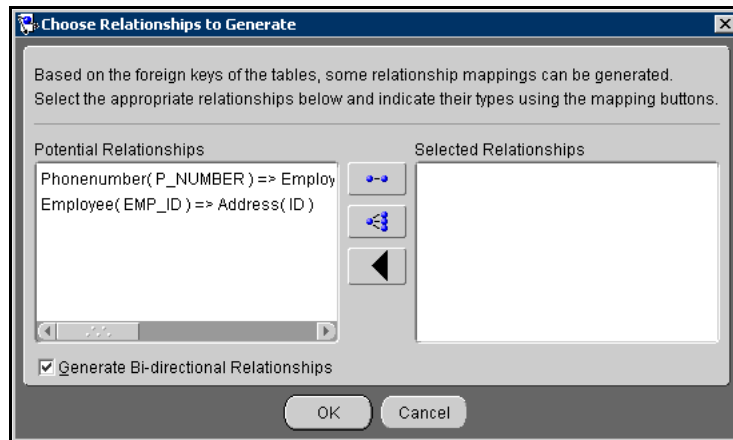 Choose Relationships to Generate
Based on the foreign keys of the tables, some relationship mappings can be generated.
Select the appropriate relationships below and indicate their types using the mapping buttons.
Potential Relationships
Selected Relationships
Phonenumber( P_NUMBER ) => Employ
Employee( EMP_ID ) => Address( ID )
Generate Bi-directional Relationships
OK
Cancel